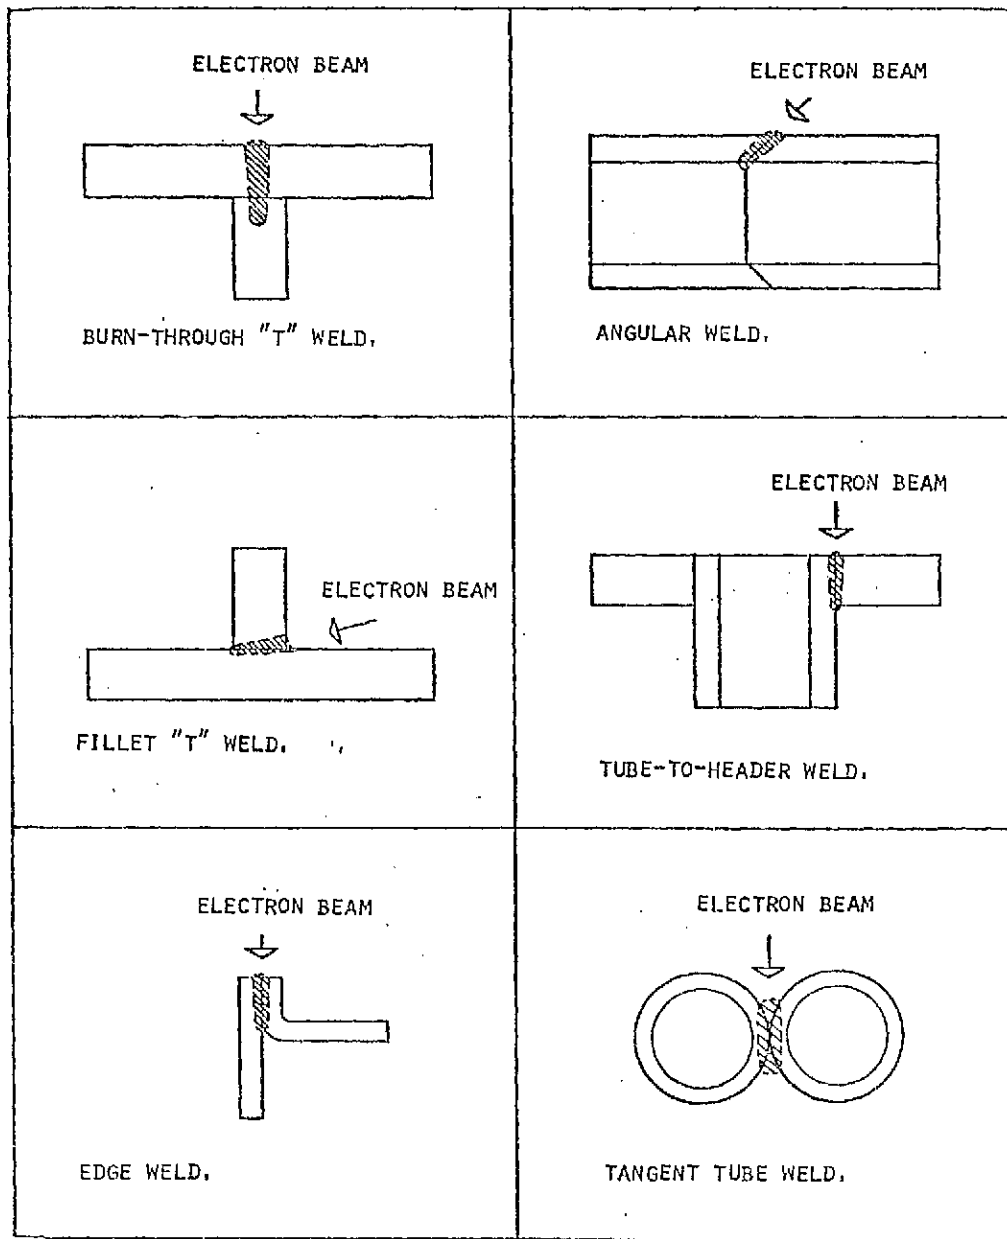 ELECTRON BEAM
BURN-THROUGH "T" WELD.
ELECTRON BEAM
ANGULAR WELD.
ELECTRON BEAM
FILLET "T" WELD.
ELECTRON BEAM
TUBE-TO-HEADER WELD.
ELECTRON BEAM
EDGE WELD.
ELECTRON BEAM
TANGENT TUBE WELD.